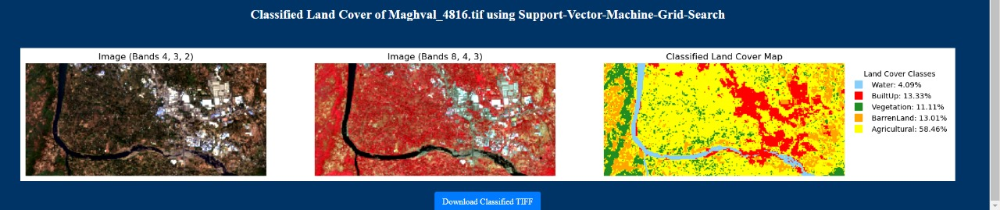 Classified Land Cover of Maghval_4816.tif using Support-Vector-Machine-Grid-Search
Image (Bands 4, 3, 2)
Image (Bands 8, 4, 3)
Classified Land Cover Map
Land Cover Classes
Water: 4.09%
BuiltUp: 13.33%
Vegetation: 11.11%
BarrenLand: 13.01%
Agricultural: 58.46%
Download Classified TIFF